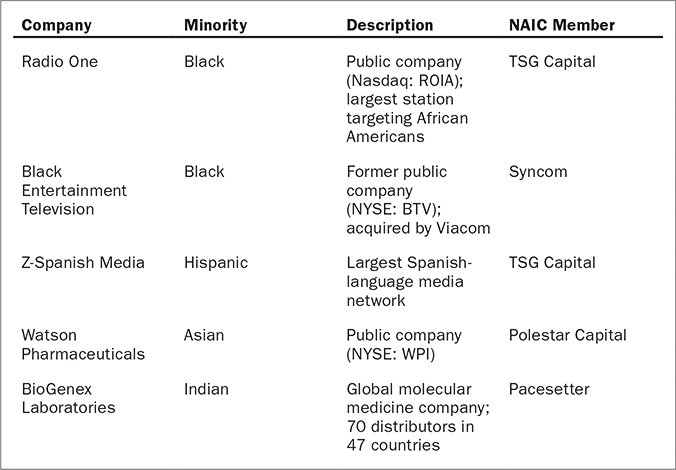 Company Minority Description NAIC Member
Radio One Black Public company TSG Capital
(Nasdaq: ROIA);
largest station
targeting African
Americans
Black Black Former public Syncom
Entertainment company
Television (NYSE: BTV);
acquired by Viacom
Z-Spanish Media Hispanic Largest Spanish- TSG Capital
language media
network
Watson Asian Public company Polestar Capital
Pharmaceuticals (NYSE: WPI)
BioGenex Indian Global molecular Pacesetter
Laboratories medicine company;
70 distributors in
47 countries